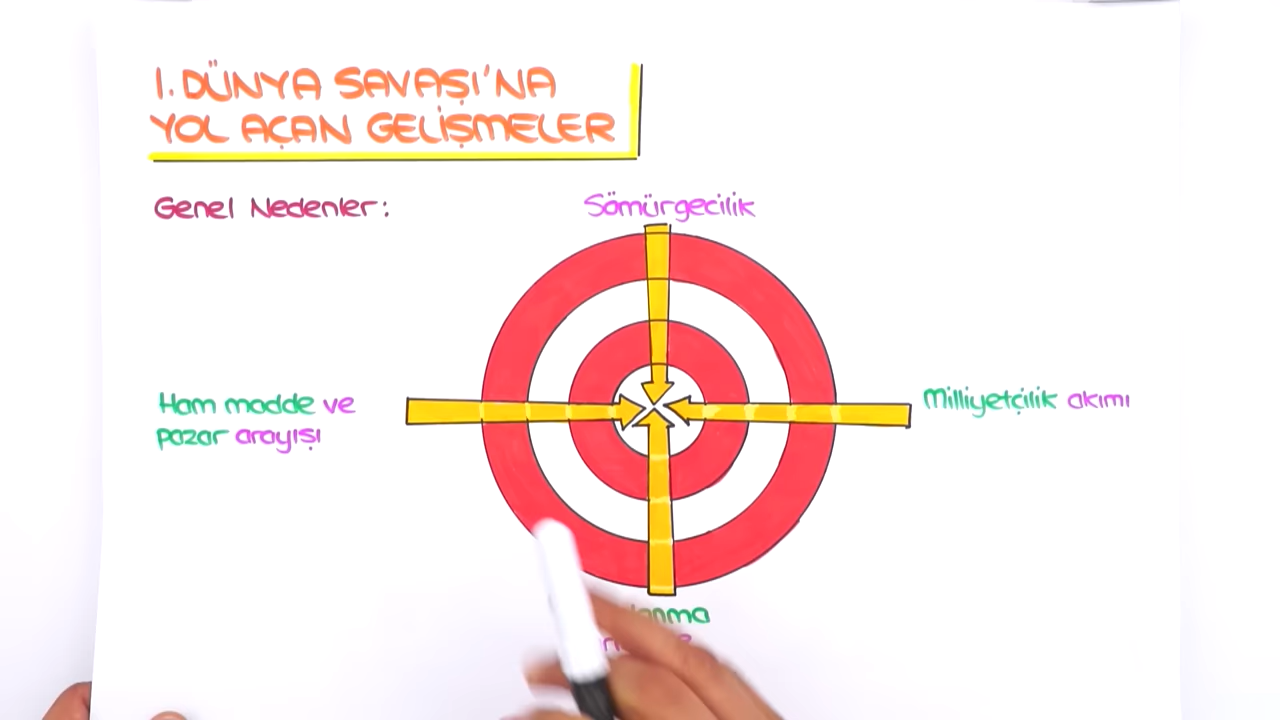 I. DÜNYA SAVAŞI'NA
YOL AÇAN GELİŞMELER
Genel Nedenler:
Sömürgecilik
Ham madde ve
pazar arayışı
Milliyetçilik akımı